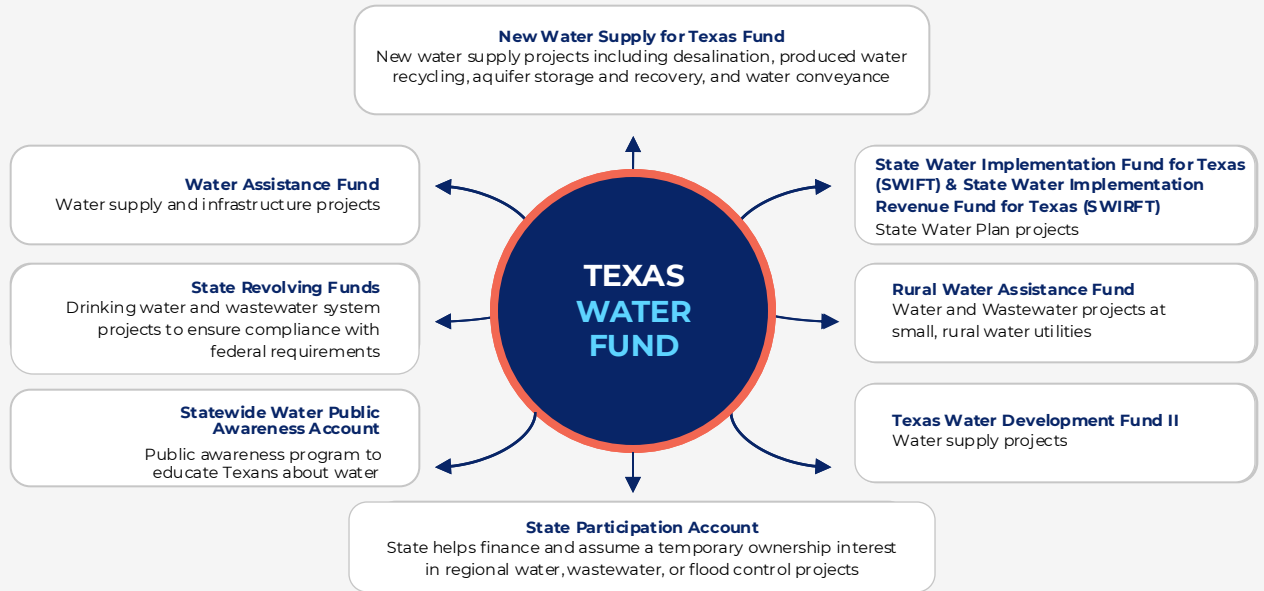 New Water Supply for Texas Fund
New water supply projects including desalination, produced water
recycling, aquifer storage and recovery, and water conveyance
Water Assistance Fund
Water supply and infrastructure projects
State Water Implementation Fund for Texas
(SWIFT) & State Water Implementation
Revenue Fund for Texas (SWIRFT)
State Water Plan projects
TEXAS
WATER
FUND
State Revolving Funds
Drinking water and wastewater system
projects to ensure compliance with
federal requirements
Rural Water Assistance Fund
Water and Wastewater projects at
small, rural water utilities
Statewide Water Public
Awareness Account
Public awareness program to
educate Texans about water
Texas Water Development Fund II
Water supply projects
State Participation Account
State helps finance and assume a temporary ownership interest
in regional water, wastewater, or flood control projects